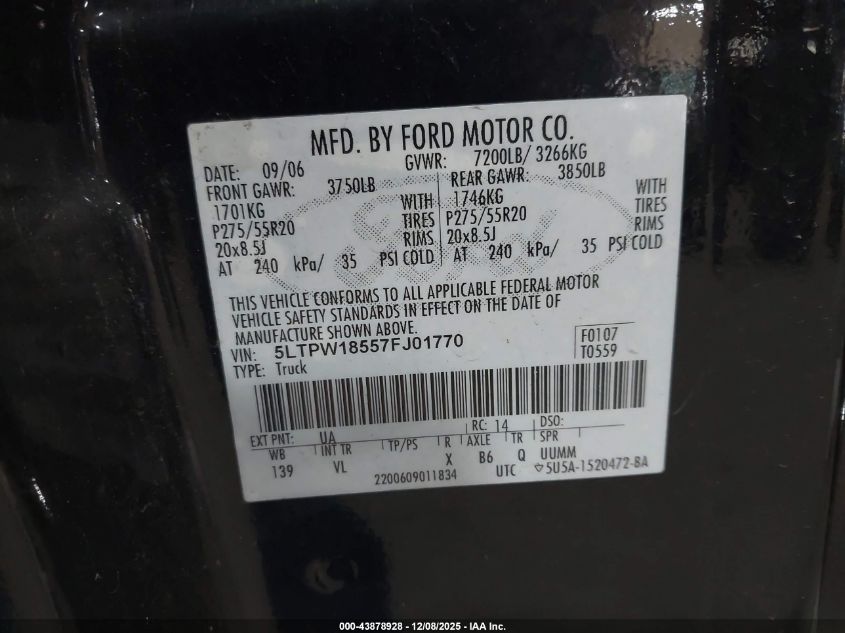 MFD. BY FORD MOTOR CO.
DATE: 09/06 GVWR: 7200LB/ 3266KG
FRONT GAWR: 3750LB REAR GAWR: 3850LB
1701KG WITH 1746KG WITH
P275/55R20 TIRES P275/55R20 TIRES
20x8.5J RIMS 20x8.5J RIMS
AT 240 kPa/ 35 PSI COLD AT 240 kPa/ 35 PSI COLD
THIS VEHICLE CONFORMS TO ALL APPLICABLE FEDERAL MOTOR
VEHICLE SAFETY STANDARDS IN EFFECT ON THE DATE OF
MANUFACTURE SHOWN ABOVE.
VIN: 5LTPW18557FJ01770 F0107
TYPE: Truck T0559
EXT PNT: UA RC: 14 DSO:
WB INT TR TP/PS R AXLE TR SPR
139 VL X B6 Q UUMM
2200609011834 UTC 5U5A-1520472-BA
000-43878928 - 12/08/2025 - IAA Inc.